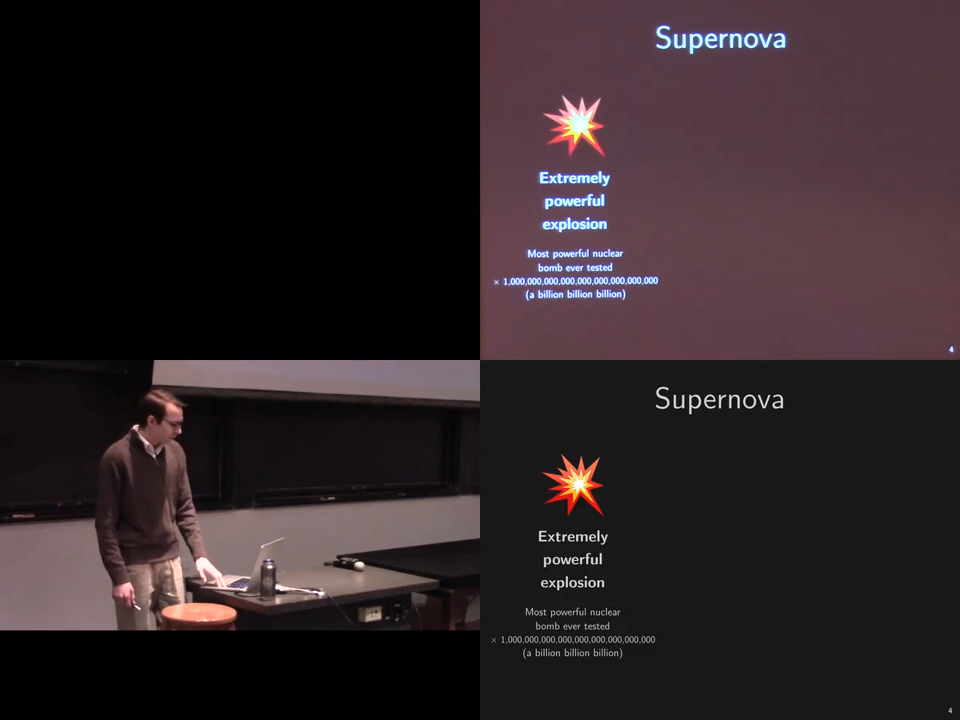 Supernova
Extremely
powerful
explosion
Most powerful nuclear
bomb ever tested
× 1,000,000,000,000,000,000,000,000,000
(a billion billion billion)
4
Supernova
Extremely
powerful
explosion
Most powerful nuclear
bomb ever tested
× 1,000,000,000,000,000,000,000,000,000
(a billion billion billion)
4